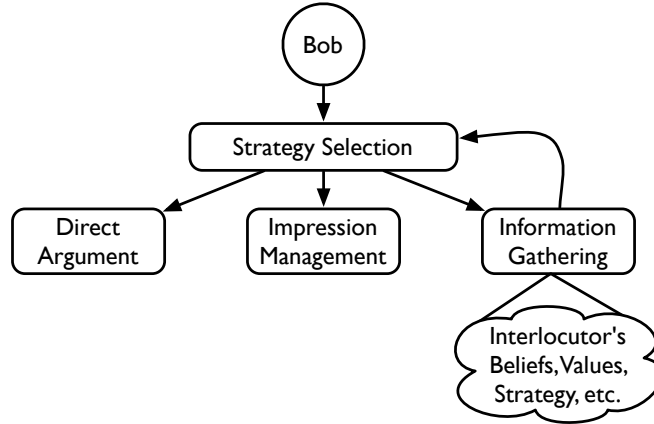 Bob
Strategy Selection
Direct
Argument
Impression
Management
Information
Gathering
Interlocutor's
Beliefs, Values,
Strategy, etc.